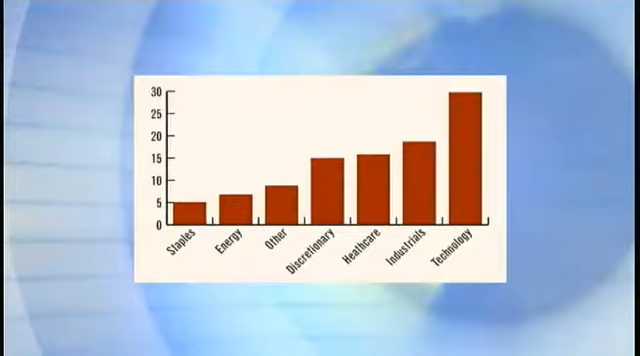 30
25
20
15
10
5
0
Staples
Energy
Other
Discretionary
Heathcare
Industrials
Technology